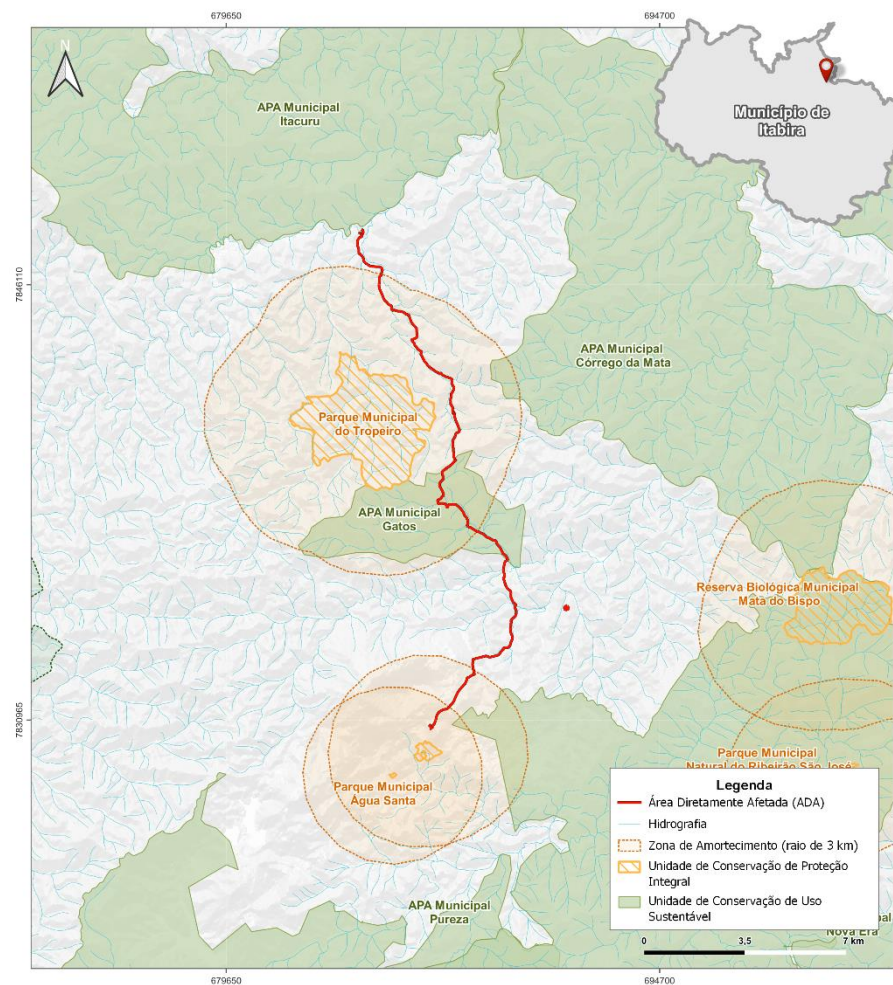 679650
694700
N
APA Municipal
Itacuru
Município de
Itabira
7846110
APA Municipal
Córrego da Mata
Parque Municipal
do Tropeiro
APA Municipal
Gatos
Reserva Biológica Municipal
Mata do Bispo
7830965
Parque Municipal
Natural do Ribeirão São José
Parque Municipal
Água Santa
APA Municipal
Pureza
Legenda
Área Diretamente Afetada (ADA)
Hidrografia
Zona de Amortecimento (raio de 3 km)
Unidade de Conservação de Proteção
Integral
Unidade de Conservação de Uso
Sustentável
Nova Era
0 3,5 7 km
679650
694700